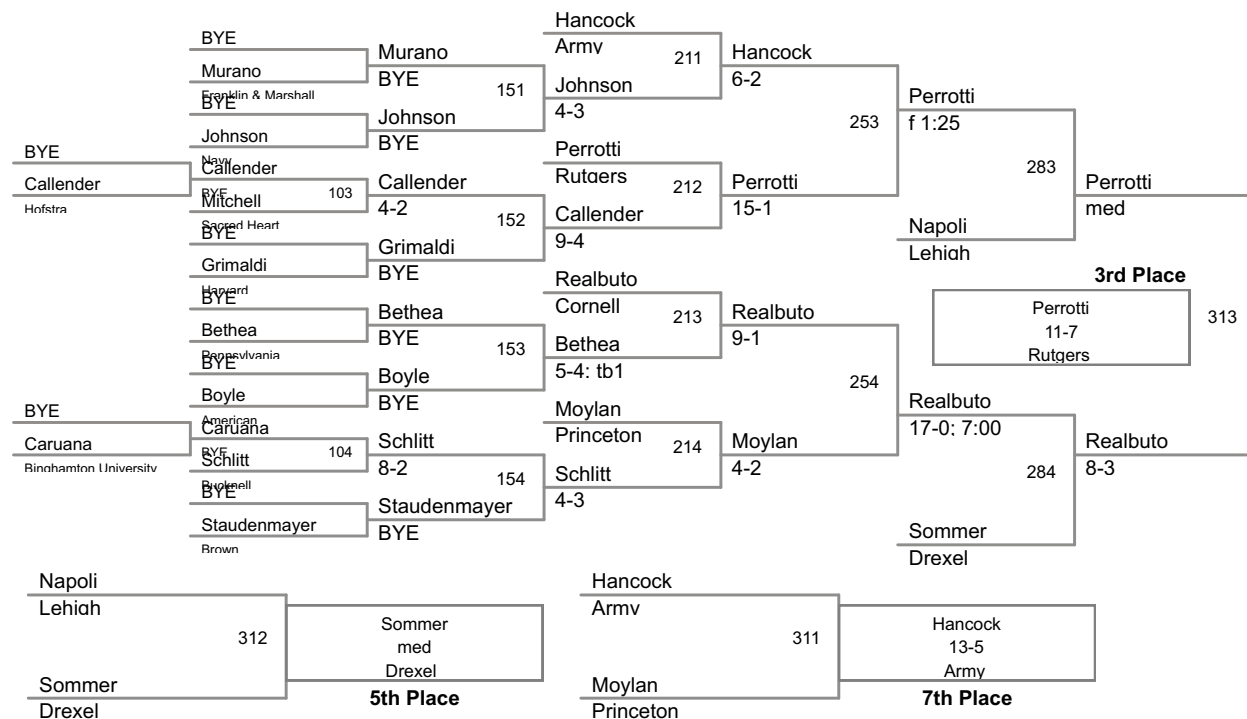 BYE
Murano
Franklin & Marshall
BYE
Johnson
Navy
BYE
Callender
Hofstra
Callender
BYE
Mitchell
Sacred Heart
103
BYE
Grimaldi
Harvard
BYE
Bethea
Pennsylvania
BYE
Boyle
American
BYE
Caruana
Binghamton University
Caruana
BYE
Schlitt
Bucknell
104
BYE
Staudenmayer
Brown
Murano
BYE
151
Johnson
BYE
Callender
4-2
152
Grimaldi
BYE
Bethea
BYE
153
Boyle
BYE
Schlitt
8-2
154
Staudenmayer
BYE
Hancock
Army
211
Johnson
4-3
Perrotti
Rutgers
212
Callender
9-4
Realbuto
Cornell
213
Bethea
5-4: tb1
Moylan
Princeton
214
Schlitt
4-3
Hancock
6-2
253
Perrotti
15-1
Realbuto
9-1
254
Moylan
4-2
Perrotti
f 1:25
283
Napoli
Lehigh
Perrotti
med
3rd Place
Perrotti
11-7
Rutgers
313
Realbuto
17-0; 7:00
284
Sommer
Drexel
Realbuto
8-3
Napoli
Lehigh
312
Sommer
Drexel
Sommer
med
Drexel
5th Place
Hancock
Army
311
Moylan
Princeton
Hancock
13-5
Army
7th Place